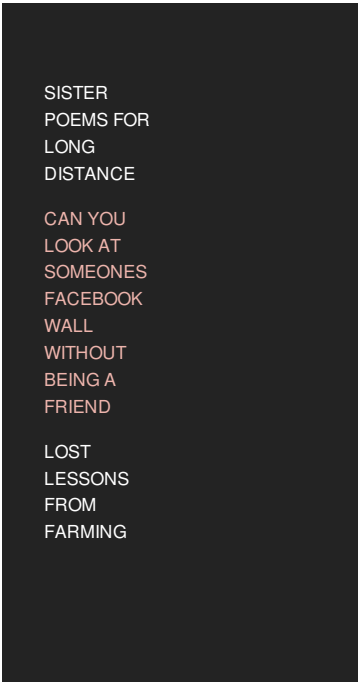 SISTER
POEMS FOR
LONG
DISTANCE
CAN YOU
LOOK AT
SOMEONES
FACEBOOK
WALL
WITHOUT
BEING A
FRIEND
LOST
LESSONS
FROM
FARMING